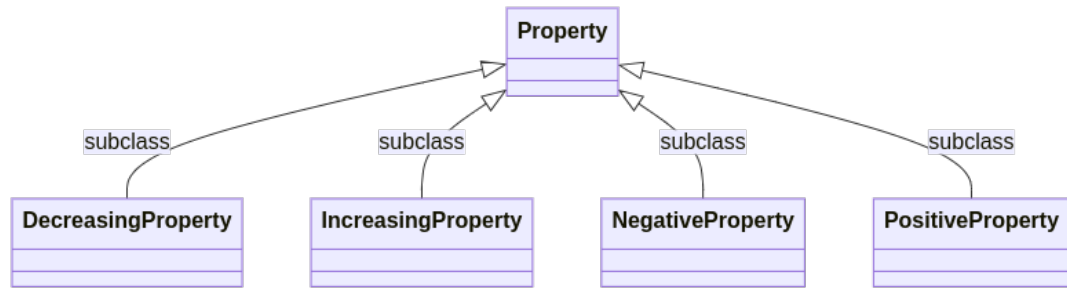 Property
subclass
subclass
subclass
subclass
DecreasingProperty
IncreasingProperty
NegativeProperty
PositiveProperty